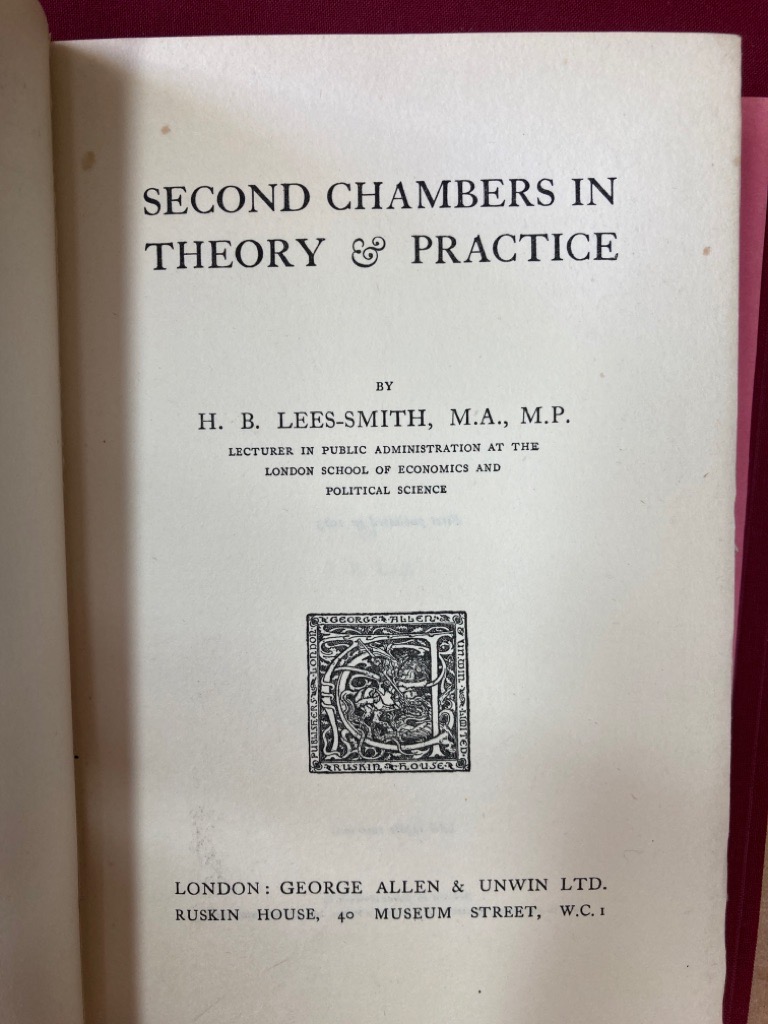 SECOND CHAMBERS IN
THEORY & PRACTICE
BY
H. B. LEES-SMITH, M.A., M.P.
LECTURER IN PUBLIC ADMINISTRATION AT THE
LONDON SCHOOL OF ECONOMICS AND
POLITICAL SCIENCE
GEORGE ALLEN
& UNWIN LIMITED
RUSKIN HOUSE
PUBLISHERS LONDON
LONDON: GEORGE ALLEN & UNWIN LTD.
RUSKIN HOUSE, 40 MUSEUM STREET, W.C. 1